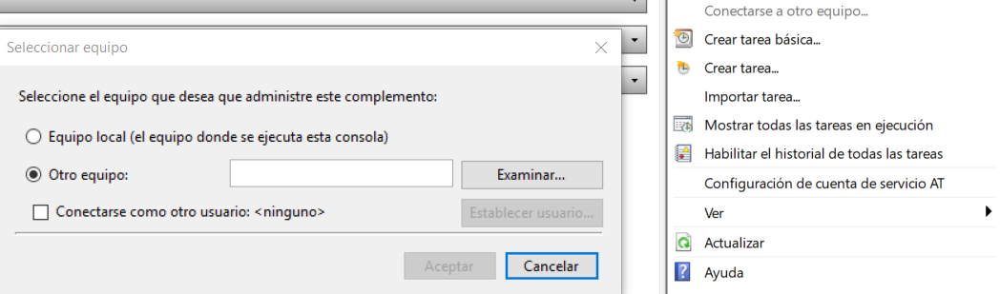 Seleccionar equipo
Seleccione el equipo que desea que administre este complemento:
Equipo local (el equipo donde se ejecuta esta consola)
Otro equipo:
Examinar...
Conectarse como otro usuario: <ninguno>
Establecer usuario...
Aceptar
Cancelar
Conectarse a otro equipo...
Crear tarea básica...
Crear tarea...
Importar tarea...
Mostrar todas las tareas en ejecución
Habilitar el historial de todas las tareas
Configuración de cuenta de servicio AT
Ver
Actualizar
Ayuda